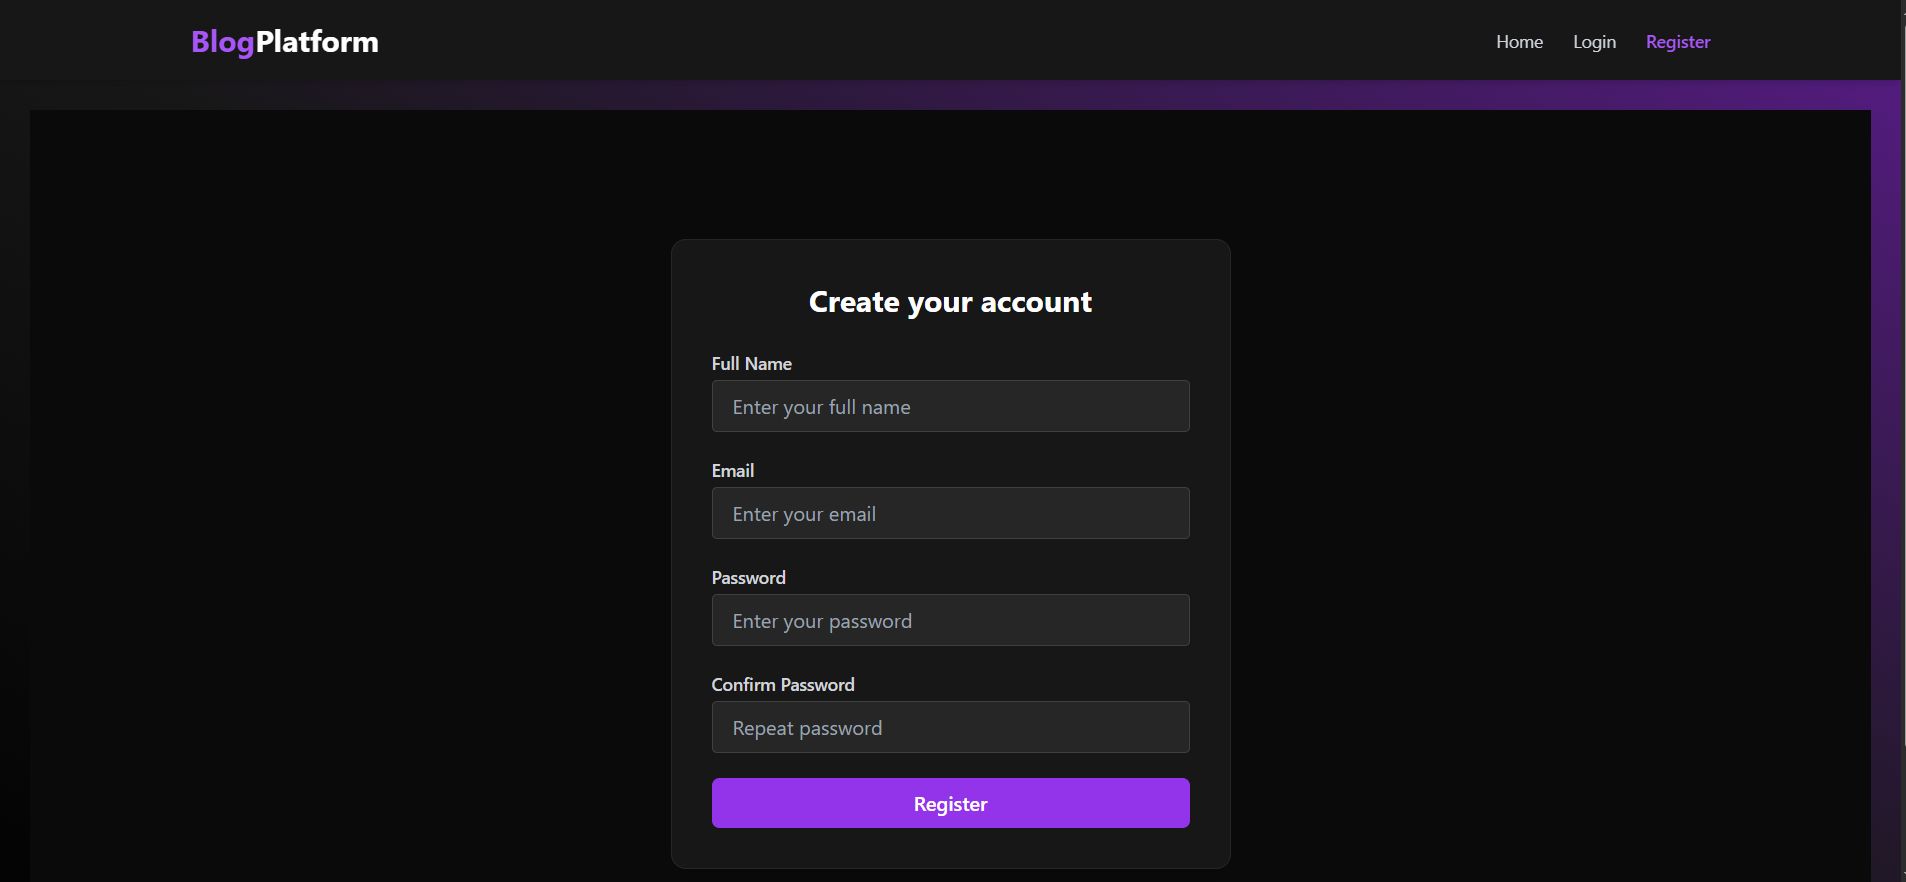 BlogPlatform
Home Login Register
Create your account
Full Name
Enter your full name
Email
Enter your email
Password
Enter your password
Confirm Password
Repeat password
Register